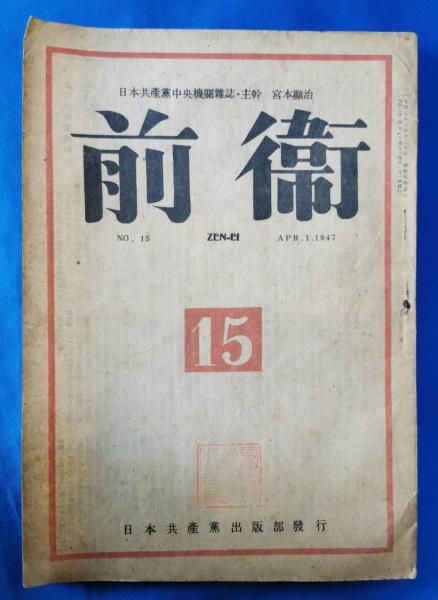 日本共產黨中央機關雜誌・主幹 宮本顯治
前衛
NO. 15 ZEN-EI APR.1.1947
15
日本共產黨出版部發行